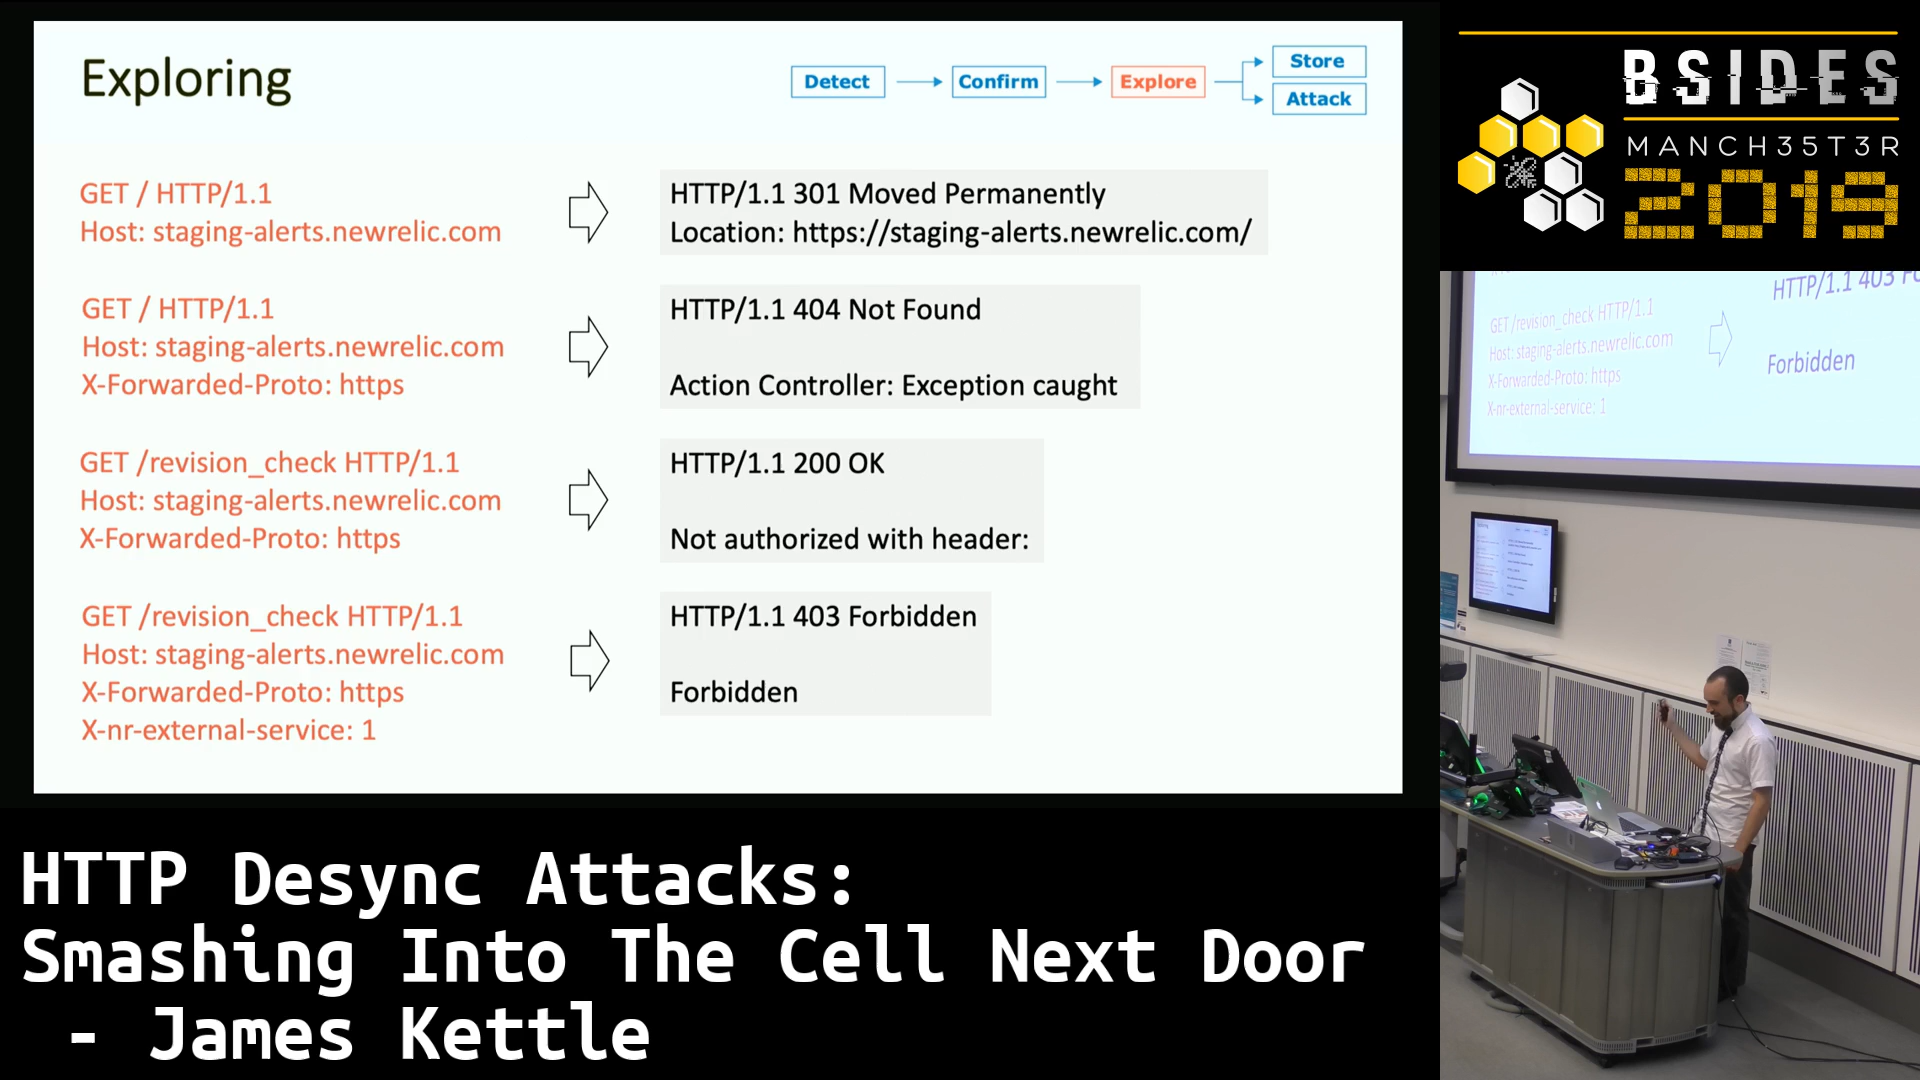 Exploring
Detect
Confirm
Explore
Store
Attack
GET / HTTP/1.1
Host: staging-alerts.newrelic.com
HTTP/1.1 301 Moved Permanently
Location: https://staging-alerts.newrelic.com/
GET / HTTP/1.1
Host: staging-alerts.newrelic.com
X-Forwarded-Proto: https
HTTP/1.1 404 Not Found
Action Controller: Exception caught
GET /revision_check HTTP/1.1
Host: staging-alerts.newrelic.com
X-Forwarded-Proto: https
HTTP/1.1 200 OK
Not authorized with header:
GET /revision_check HTTP/1.1
Host: staging-alerts.newrelic.com
X-Forwarded-Proto: https
X-nr-external-service: 1
HTTP/1.1 403 Forbidden
Forbidden
BSIDES
MANCH35T3R
2019
HTTP/1.1 403 Fo
GET /revision_check HTTP/1.1
Host: staging-alerts.newrelic.com
X-Forwarded-Proto: https
X-nr-external-service: 1
Forbidden
HTTP Desync Attacks:
Smashing Into The Cell Next Door
- James Kettle